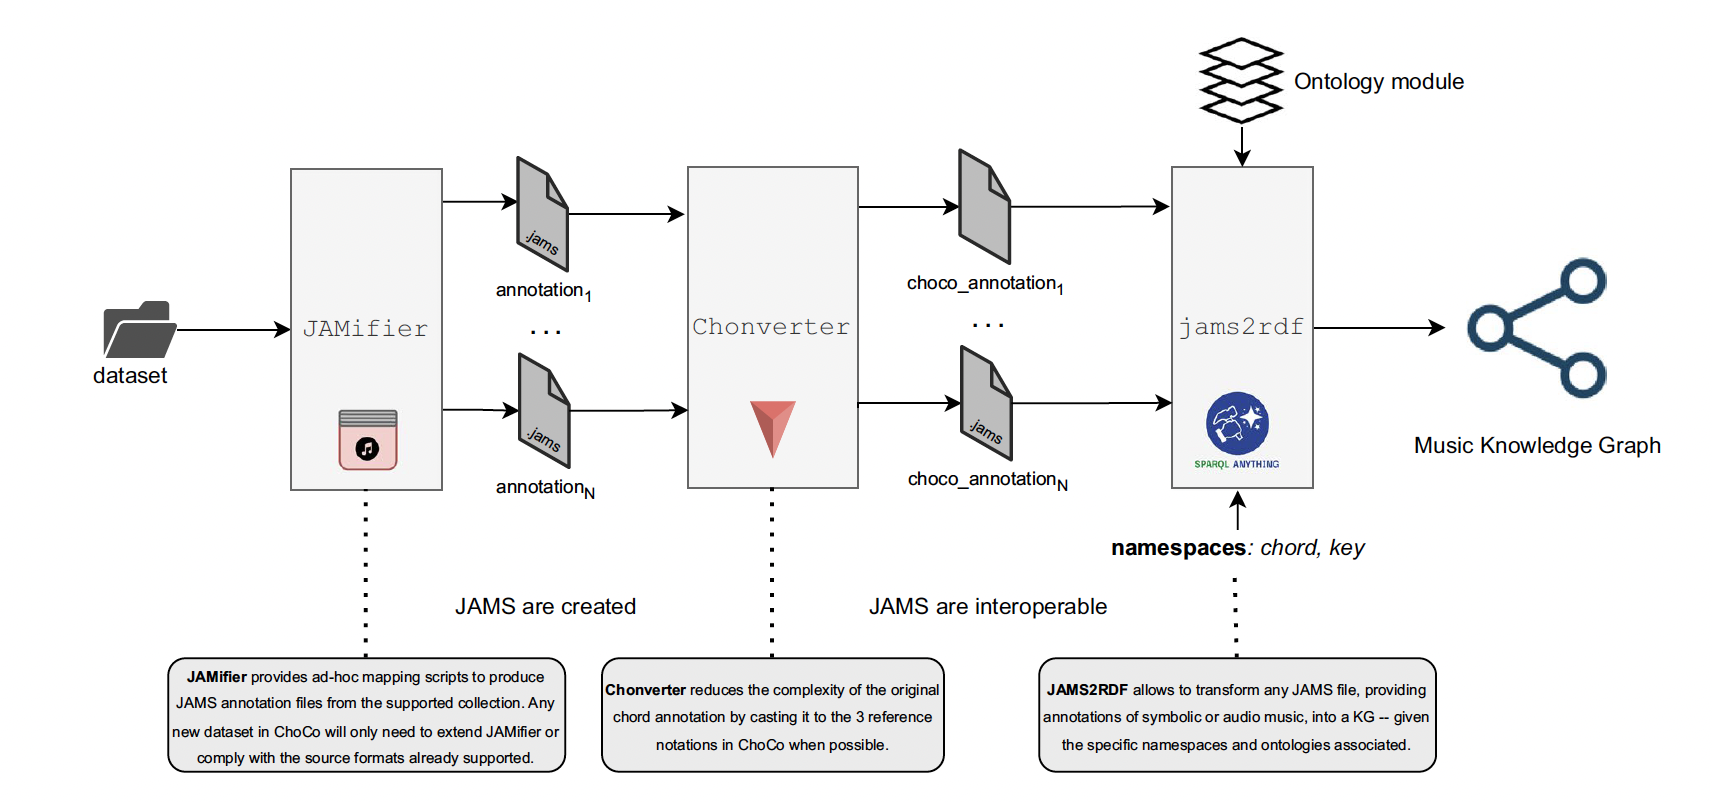 Ontology module
.jams
annotation1
...
.jams
annotationN
choco_annotation1
...
.jams
choco_annotationN
dataset
JAMifier
Chonverter
jams2rdf
SPARQL ANYTHING
Music Knowledge Graph
namespaces: chord, key
JAMS are created
JAMS are interoperable
JAMifier provides ad-hoc mapping scripts to produce
JAMS annotation files from the supported collection. Any
new dataset in ChoCo will only need to extend JAMifier or
comply with the source formats already supported.
Chonverter reduces the complexity of the original
chord annotation by casting it to the 3 reference
notations in ChoCo when possible.
JAMS2RDF allows to transform any JAMS file, providing
annotations of symbolic or audio music, into a KG -- given
the specific namespaces and ontologies associated.